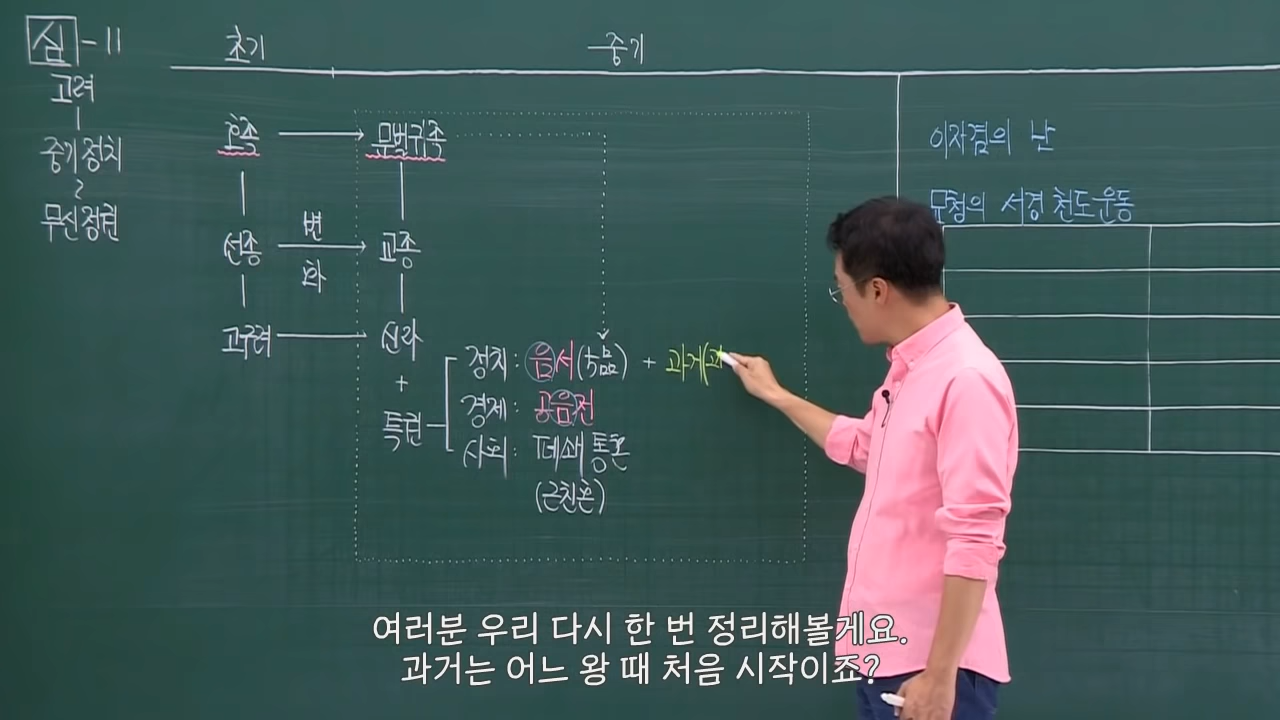 심-11
고려
중기정치
~
무신정권
초기
중기
호족 → 문벌귀족
선종 변화 → 교종
고구려 → 신라
+
특권
정치 : 음서(5품) + 과거(과
경제 : 공음전
사회 : 폐쇄 통혼
(근친혼)
이자겸의 난
묘청의 서경 천도운동
여러분 우리 다시 한 번 정리해볼게요.
과거는 어느 왕 때 처음 시작이죠?